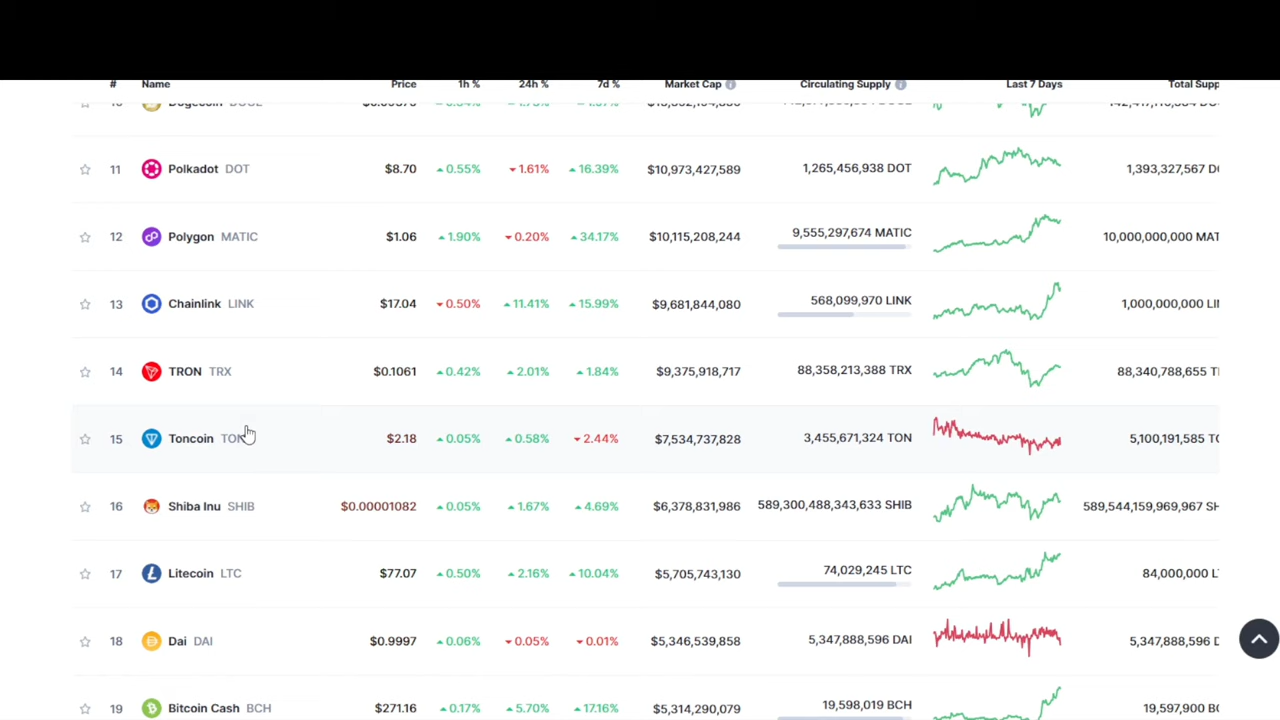 # Name Price 1h % 24h % 7d % Market Cap Circulating Supply Last 7 Days Total Supp
Dogecoin DOGE
11 Polkadot DOT $8.70 0.55% 1.61% 16.39% $10,973,427,589 1,265,456,938 DOT 1,393,327,567 D
12 Polygon MATIC $1.06 1.90% 0.20% 34.17% $10,115,208,244 9,555,297,674 MATIC 10,000,000,000 MAT
13 Chainlink LINK $17.04 0.50% 11.41% 15.99% $9,681,844,080 568,099,970 LINK 1,000,000,000 LI
14 TRON TRX $0.1061 0.42% 2.01% 1.84% $9,375,918,717 88,358,213,388 TRX 88,340,788,655 T
15 Toncoin TON $2.18 0.05% 0.58% 2.44% $7,534,737,828 3,455,671,324 TON 5,100,191,585 T
16 Shiba Inu SHIB $0.00001082 0.05% 1.67% 4.69% $6,378,831,986 589,300,488,343,633 SHIB 589,544,159,969,967 SH
17 Litecoin LTC $77.07 0.50% 2.16% 10.04% $5,705,743,130 74,029,245 LTC 84,000,000 L
18 Dai DAI $0.9997 0.06% 0.05% 0.01% $5,346,539,858 5,347,888,596 DAI 5,347,888,596 D
19 Bitcoin Cash BCH $271.16 0.17% 5.70% 17.16% $5,314,290,079 19,598,019 BCH 19,597,900 B